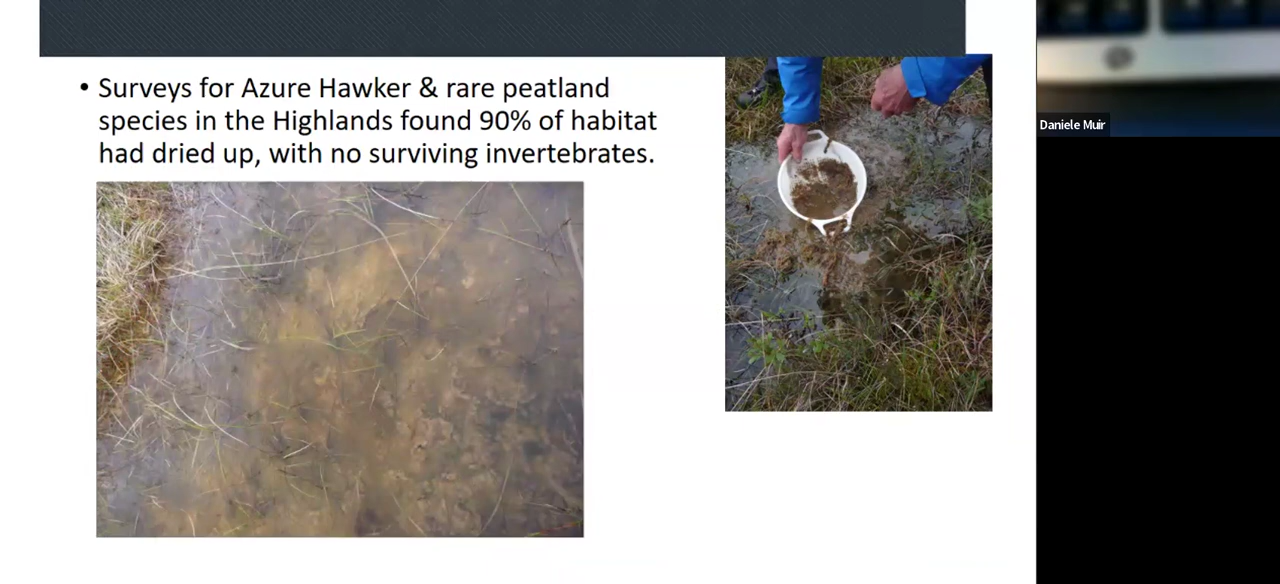 • Surveys for Azure Hawker & rare peatland
species in the Highlands found 90% of habitat
had dried up, with no surviving invertebrates.
Daniele Muir